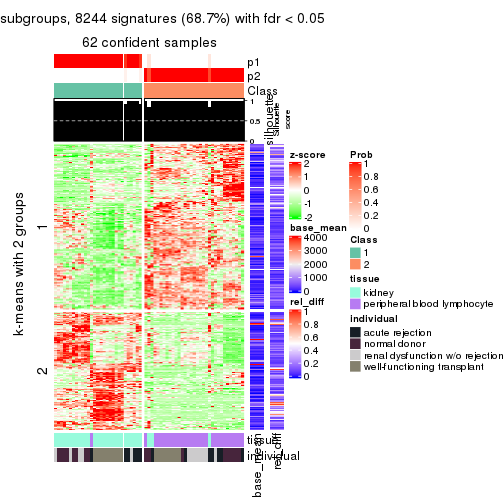 subgroups, 8244 signatures (68.7%) with fdr < 0.05
62 confident samples
p1
p2
Class
1
0.5
0
silhouette
Silhouette
score
k-means with 2 groups
1
2
tissue
individual
base_mean
rel_diff
z-score
2
1
0
-1
-2
base_mean
4000
3000
2000
1000
0
rel_diff
1
0.8
0.6
0.4
0.2
0
Prob
1
0.8
0.6
0.4
0.2
0
Class
1
2
tissue
kidney
peripheral blood lymphocyte
individual
acute rejection
normal donor
renal dysfunction w/o rejection
well-functioning transplant